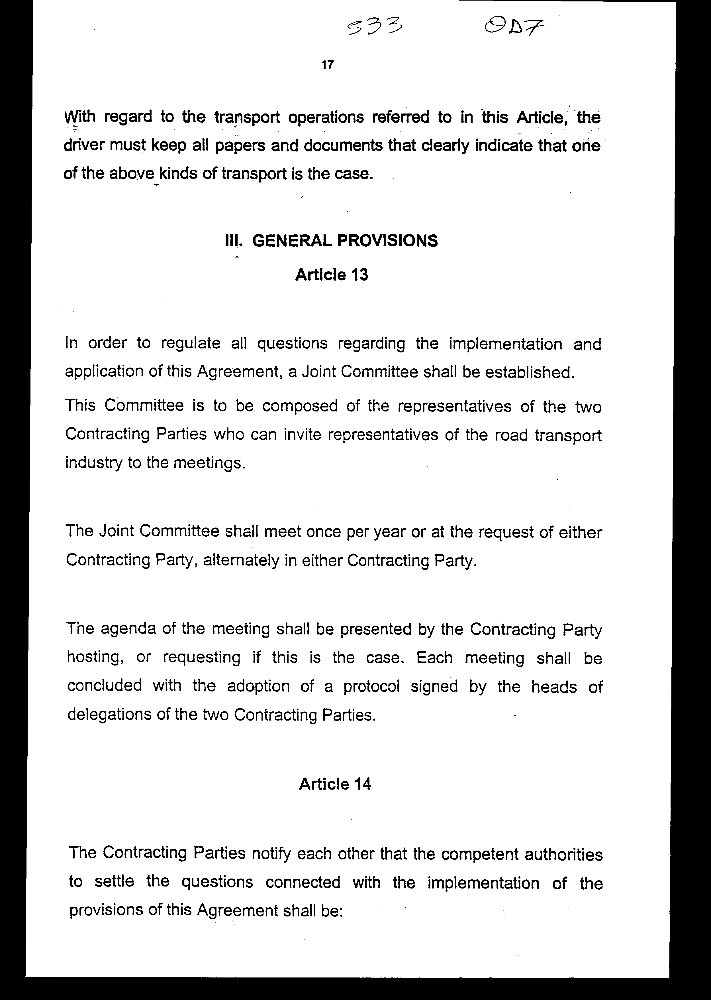 533 OD7
17
With regard to the transport operations referred to in this Article, the
driver must keep all papers and documents that clearly indicate that one
of the above kinds of transport is the case.
III. GENERAL PROVISIONS
Article 13
In order to regulate all questions regarding the implementation and
application of this Agreement, a Joint Committee shall be established.
This Committee is to be composed of the representatives of the two
Contracting Parties who can invite representatives of the road transport
industry to the meetings.
The Joint Committee shall meet once per year or at the request of either
Contracting Party, alternately in either Contracting Party.
The agenda of the meeting shall be presented by the Contracting Party
hosting, or requesting if this is the case. Each meeting shall be
concluded with the adoption of a protocol signed by the heads of
delegations of the two Contracting Parties.
Article 14
The Contracting Parties notify each other that the competent authorities
to settle the questions connected with the implementation of the
provisions of this Agreement shall be: